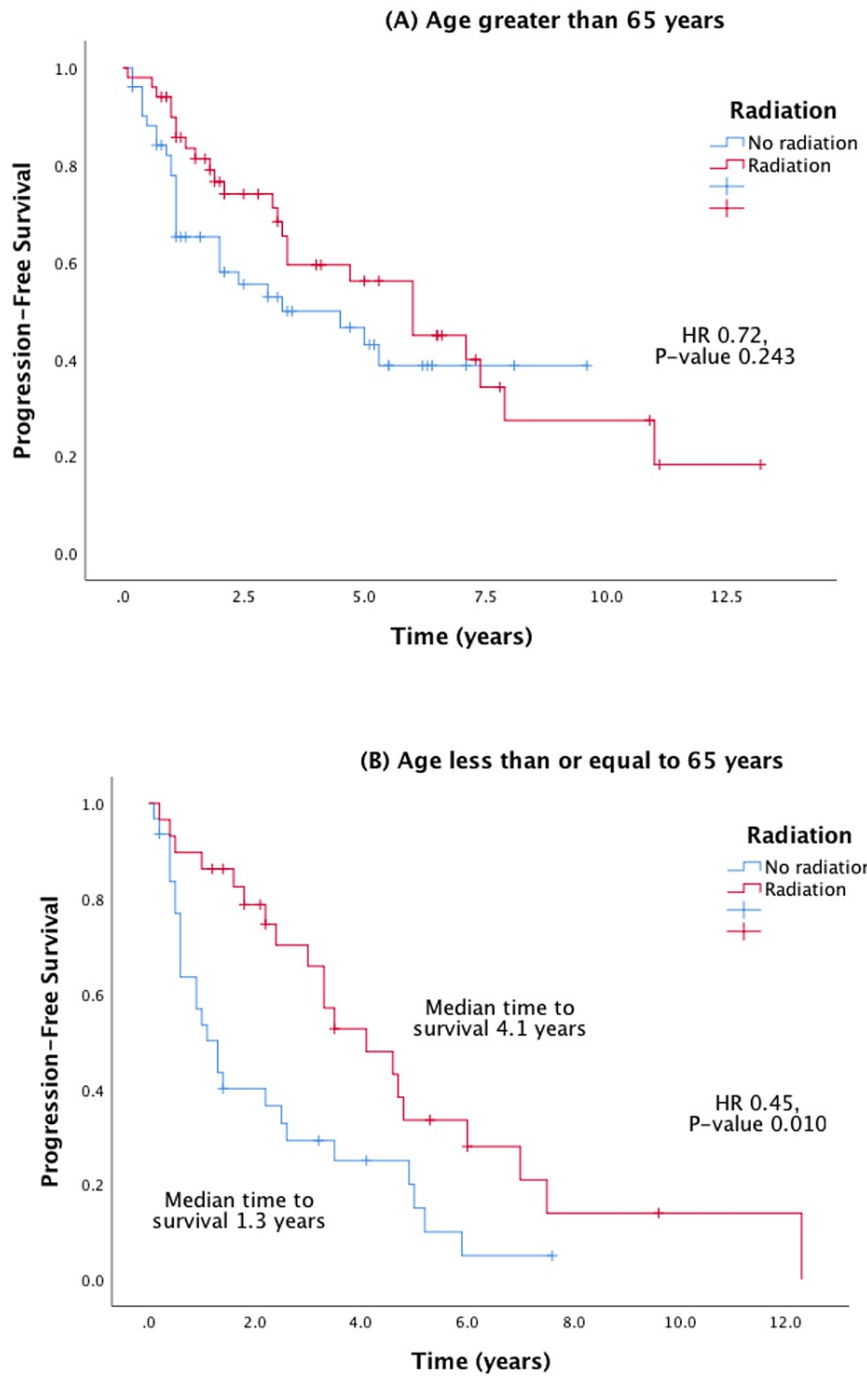 (A) Age greater than 65 years
1.0
0.8
0.6
0.4
0.2
0.0
Progression-Free Survival
Radiation
No radiation
Radiation
HR 0.72,
P-value 0.243
.0 2.5 5.0 7.5 10.0 12.5
Time (years)
(B) Age less than or equal to 65 years
1.0
0.8
0.6
0.4
0.2
0.0
Progression-Free Survival
Radiation
No radiation
Radiation
Median time to
survival 4.1 years
HR 0.45,
P-value 0.010
Median time to
survival 1.3 years
.0 2.0 4.0 6.0 8.0 10.0 12.0
Time (years)